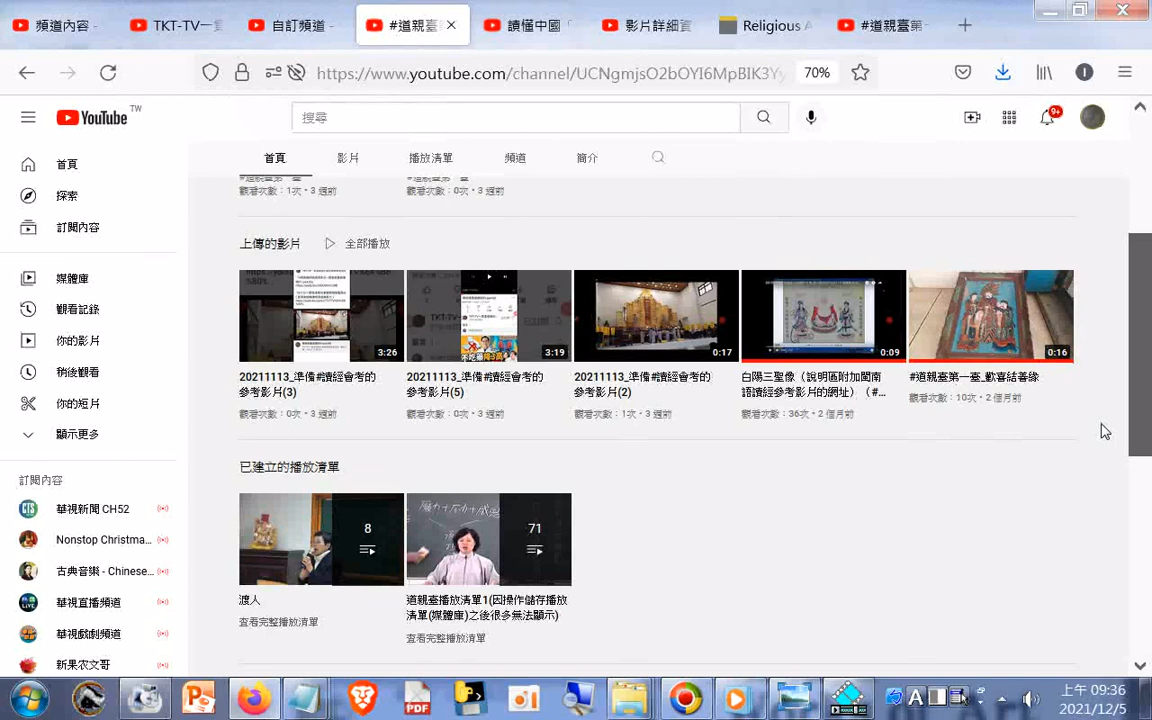 頻道內容 -
TKT-TV一貫
自訂頻道 -
#道親臺
讀懂中國「
影片詳細資
Religious A
#道親臺第一
https://www.youtube.com/channel/UCNgmjsO2bOYI6MpBIK3Yy
70%
YouTube TW
搜尋
9+
首頁
影片
播放清單
頻道
簡介
首頁
探索
訂閱內容
媒體庫
觀看記錄
你的影片
稍後觀看
你的短片
顯示更多
訂閱內容
華視新聞 CH52
Nonstop Christma...
古典音樂 - Chinese...
華視直播頻道
華視戲劇頻道
新果农文哥
#道親臺第一臺
#道親臺第一臺
觀看次數：1次 • 3 週前
觀看次數：0次 • 3 週前
上傳的影片
全部播放
3:26
3:19
0:17
0:09
0:16
20211113_準備#讀經會考的
參考影片(3)
觀看次數：0次 • 3 週前
20211113_準備#讀經會考的
參考影片(5)
觀看次數：0次 • 3 週前
20211113_準備#讀經會考的
參考影片(2)
觀看次數：1次 • 3 週前
白陽三聖像（說明區附加閩南
語讀經參考影片的網址）（#...
觀看次數：36次 • 2 個月前
#道親臺第一臺_歡喜結善緣
觀看次數：10次 • 2 個月前
已建立的播放清單
8
71
渡人
查看完整播放清單
道親臺播放清單1(因操作儲存播放
清單(媒體庫)之後很多無法顯示)
查看完整播放清單
上午 09:36
2021/12/5